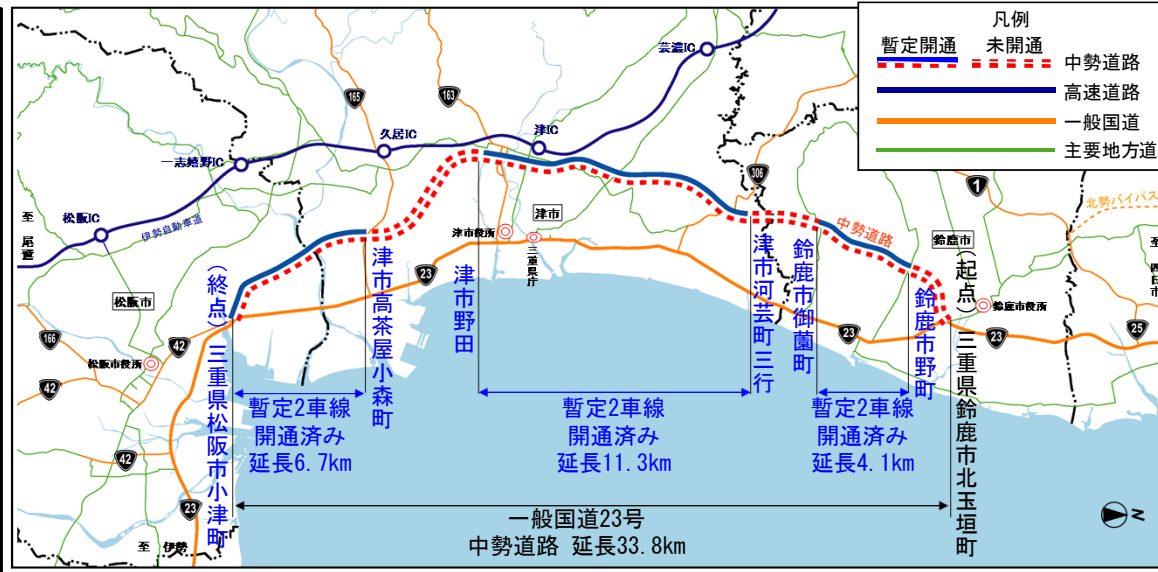 凡例
暫定開通
未開通
中勢道路
高速道路
一般国道
主要地方道
芸濃IC
津IC
久居IC
一志嬉野IC
松阪IC
伊勢自動車道
至 尾鷲
165
163
306
1
北勢バイパス
至 四日市
中勢道路
津市
津市役所
三重県庁
鈴鹿市
鈴鹿市役所
松阪市
松阪市役所
166
42
42
42
23
23
23
23
25
至 伊勢
(終点)三重県松阪市小津町
津市高茶屋小森町
津市野田
津市河芸町三行
鈴鹿市御薗町
鈴鹿市野町
(起点)三重県鈴鹿市北玉垣町
暫定2車線
開通済み
延長6.7km
暫定2車線
開通済み
延長11.3km
暫定2車線
開通済み
延長4.1km
一般国道23号
中勢道路 延長33.8km
N